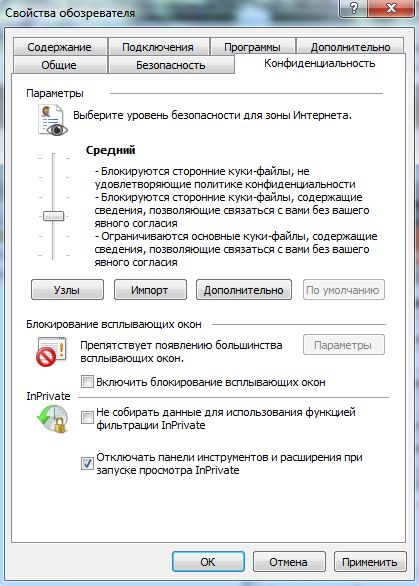 Свойства обозревателя
Содержание Подключения Программы Дополнительно
Общие Безопасность Конфиденциальность
Параметры
Выберите уровень безопасности для зоны Интернета.
Средний
- Блокируются сторонние куки-файлы, не
удовлетворяющие политике конфиденциальности
- Блокируются сторонние куки-файлы, содержащие
сведения, позволяющие связаться с вами без вашего
явного согласия
- Ограничиваются основные куки-файлы, содержащие
сведения, позволяющие связаться с вами без вашего
явного согласия
Узлы Импорт Дополнительно По умолчанию
Блокирование всплывающих окон
Препятствует появлению большинства
всплывающих окон.
Параметры
Включить блокирование всплывающих окон
InPrivate
Не собирать данные для использования функцией
фильтрации InPrivate
Отключать панели инструментов и расширения при
запуске просмотра InPrivate
ОК Отмена Применить